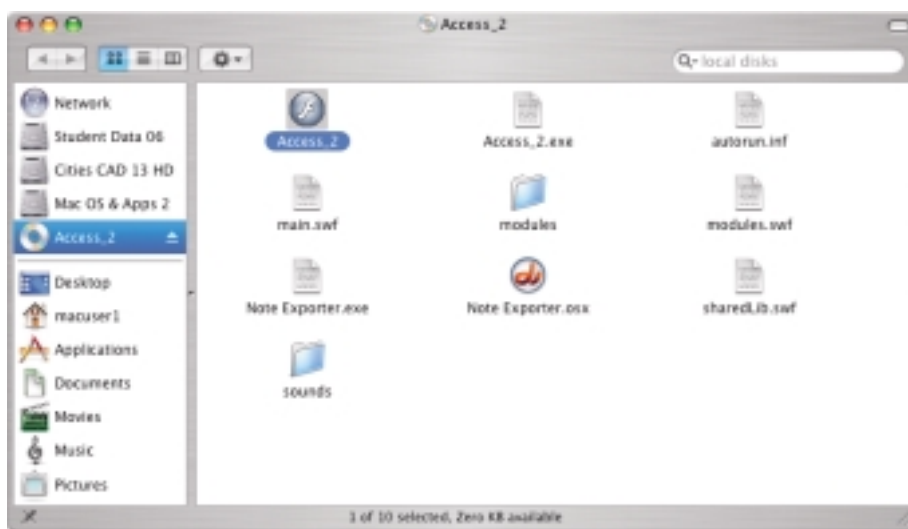 Access_2
local disks
Network
Student Data 06
Cities CAD 13 HD
Mac OS & Apps 2
Access_2
Desktop
macuser1
Applications
Documents
Movies
Music
Pictures
Access_2
Access_2.exe
autorun.inf
main.swf
modules
modules.swf
Note Exporter.exe
Note Exporter.osx
sharedLib.swf
sounds
1 of 10 selected, Zero KB available